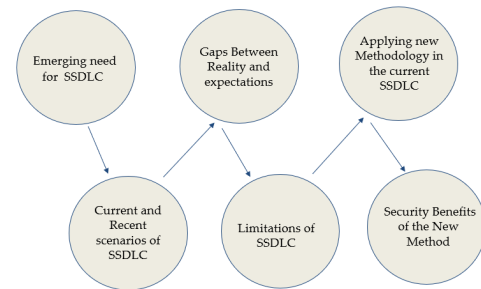 Emerging need
for SSDLC
Current and
Recent
scenarios of
SSDLC
Gaps Between
Reality and
expectations
Limitations of
SSDLC
Applying new
Methodology in
the current
SSDLC
Security Benefits
of the New
Method